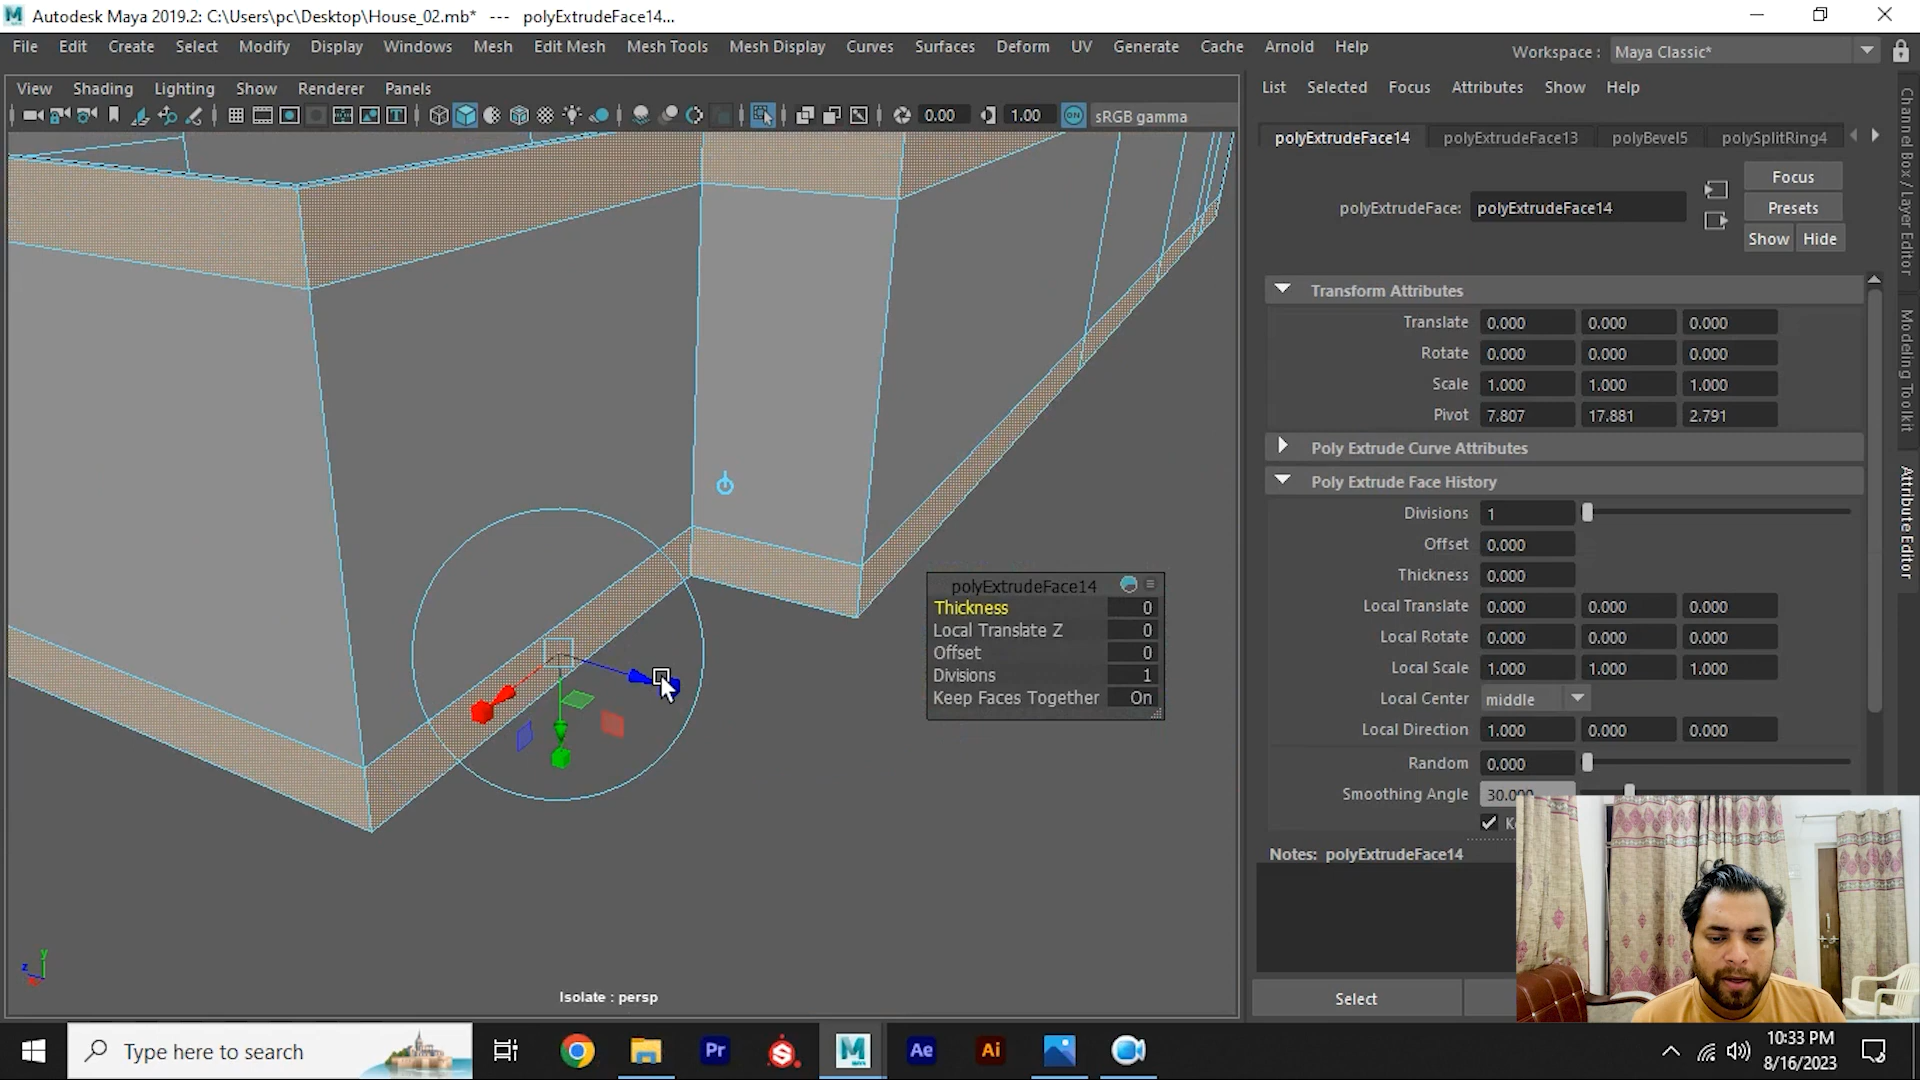 Autodesk Maya 2019.2: C:\Users\pc\Desktop\House_02.mb* --- polyExtrudeFace14...
File Edit Create Select Modify Display Windows Mesh Edit Mesh Mesh Tools Mesh Display Curves Surfaces Deform UV Generate Cache Arnold Help
Workspace : Maya Classic*
View Shading Lighting Show Renderer Panels
0.00 1.00 ON sRGB gamma
List Selected Focus Attributes Show Help
polyExtrudeFace14 polyExtrudeFace13 polyBevel5 polySplitRing4
Focus
polyExtrudeFace: polyExtrudeFace14
Presets
Show Hide
Transform Attributes
Translate 0.000 0.000 0.000
Rotate 0.000 0.000 0.000
Scale 1.000 1.000 1.000
Pivot 7.807 17.881 2.791
Poly Extrude Curve Attributes
Poly Extrude Face History
Divisions 1
Offset 0.000
Thickness 0.000
Local Translate 0.000 0.000 0.000
Local Rotate 0.000 0.000 0.000
Local Scale 1.000 1.000 1.000
Local Center middle
Local Direction 1.000 0.000 0.000
Random 0.000
Smoothing Angle 30.000
Notes: polyExtrudeFace14
Select
Channel Box / Layer Editor
Modeling Toolkit
Attribute Editor
polyExtrudeFace14
Thickness 0
Local Translate Z 0
Offset 0
Divisions 1
Keep Faces Together On
y
z
Isolate : persp
Type here to search
Pr
M
Ae
Ai
10:33 PM
8/16/2023